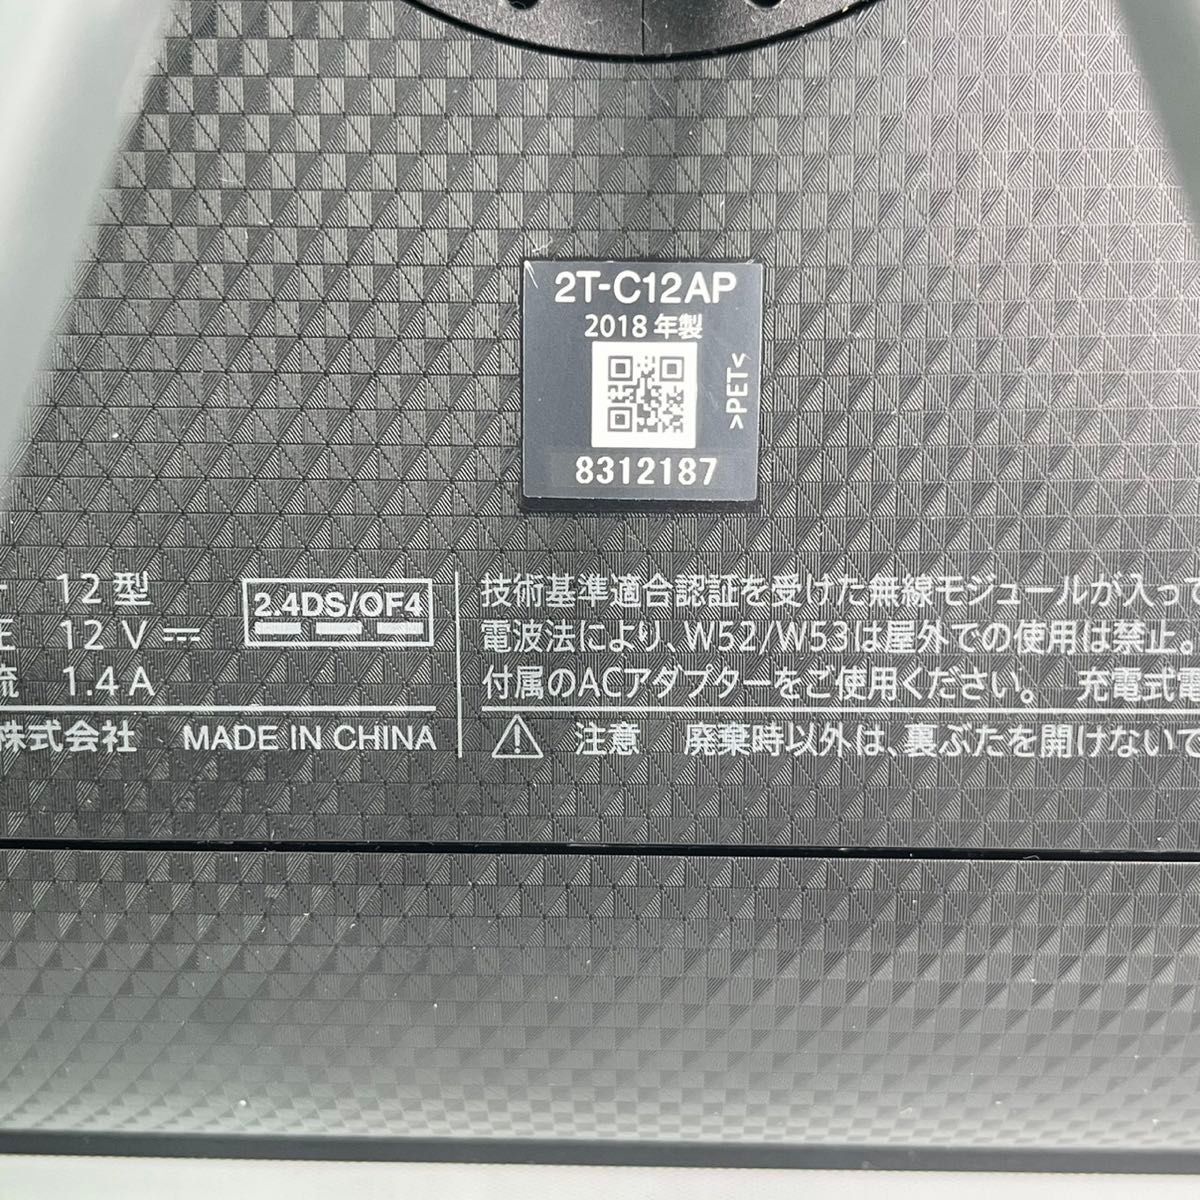 2T-C12AP
2018 年製
>PET<
8312187
12 型
圧 12 V
流 1.4 A
株式会社 MADE IN CHINA
2.4DS/OF4
技術基準適合認証を受けた無線モジュールが入って
電波法により、W52/W53は屋外での使用は禁止。
付属のACアダプターをご使用ください。 充電式電
注意 廃棄時以外は、裏ぶたを開けないで